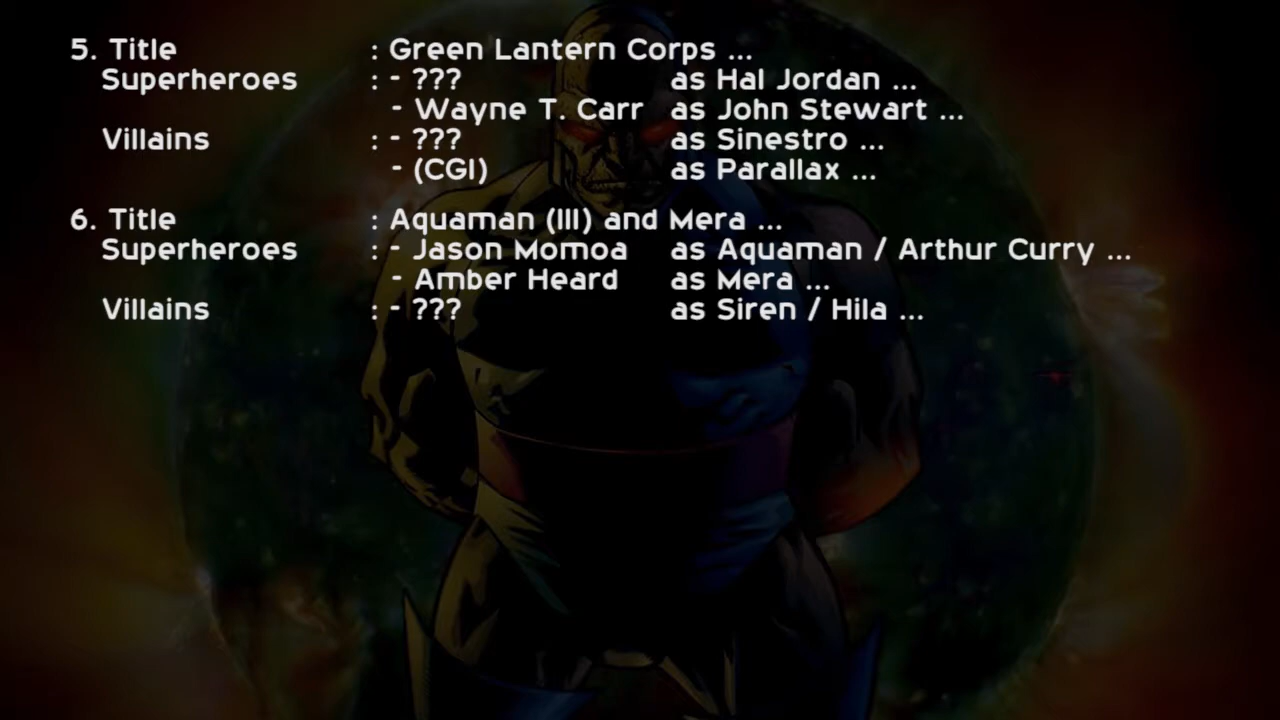 5. Title : Green Lantern Corps ...
Superheroes : - ??? as Hal Jordan ...
- Wayne T. Carr as John Stewart ...
Villains : - ??? as Sinestro ...
- (CGI) as Parallax ...
6. Title : Aquaman (III) and Mera ...
Superheroes : - Jason Momoa as Aquaman / Arthur Curry ...
- Amber Heard as Mera ...
Villains : - ??? as Siren / Hila ...